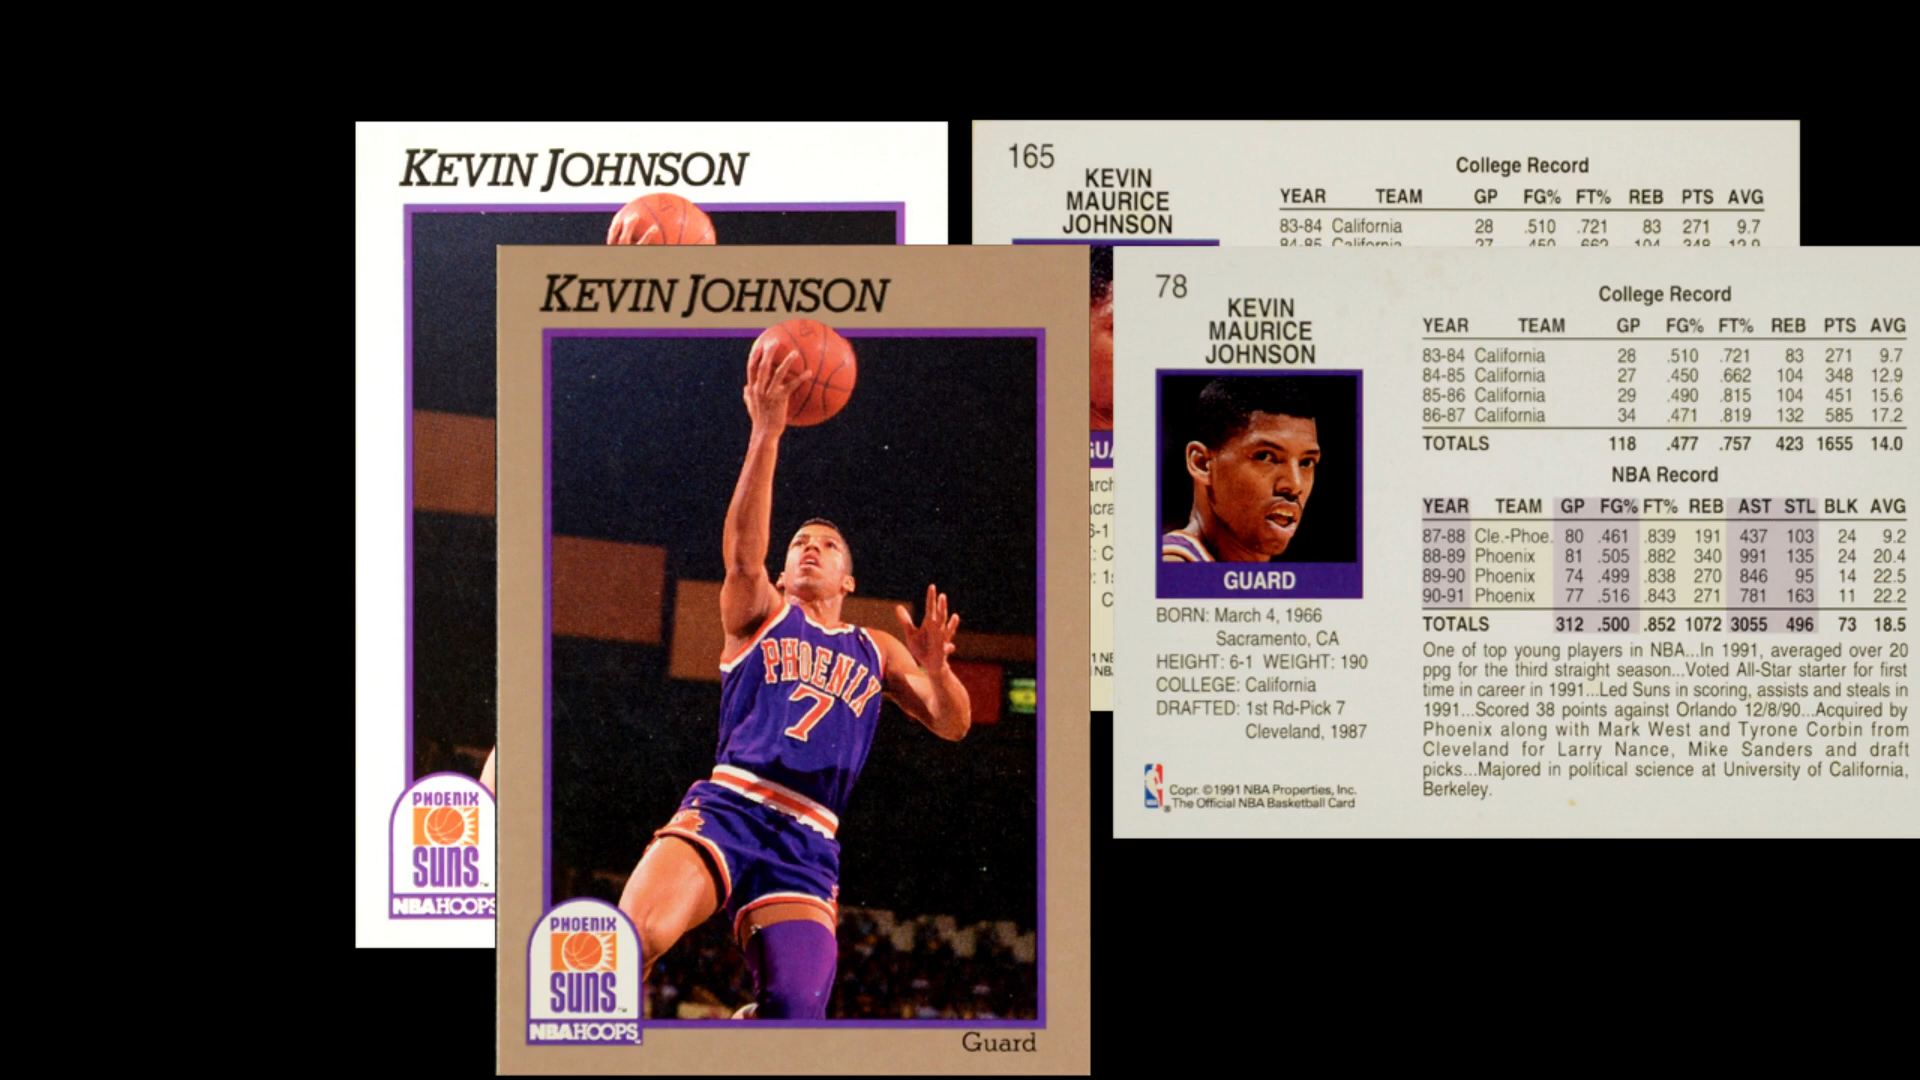 KEVIN JOHNSON
PHOENIX
SUNS
NBA HOOPS
165
KEVIN
MAURICE
JOHNSON
College Record
YEAR TEAM GP FG% FT% REB PTS AVG
83-84 California 28 .510 .721 83 271 9.7
84-85 California 27 .450 .662 104 348 12.9
KEVIN JOHNSON
PHOENIX
7
PHOENIX
SUNS
NBA HOOPS
Guard
78
KEVIN
MAURICE
JOHNSON
GUARD
BORN: March 4, 1966
Sacramento, CA
HEIGHT: 6-1 WEIGHT: 190
COLLEGE: California
DRAFTED: 1st Rd-Pick 7
Cleveland, 1987
Copr. ©1991 NBA Properties, Inc.
The Official NBA Basketball Card
College Record
YEAR TEAM GP FG% FT% REB PTS AVG
83-84 California 28 .510 .721 83 271 9.7
84-85 California 27 .450 .662 104 348 12.9
85-86 California 29 .490 .815 104 451 15.6
86-87 California 34 .471 .819 132 585 17.2
TOTALS 118 .477 .757 423 1655 14.0
NBA Record
YEAR TEAM GP FG% FT% REB AST STL BLK AVG
87-88 Cle.-Phoe. 80 .461 .839 191 437 103 24 9.2
88-89 Phoenix 81 .505 .882 340 991 135 24 20.4
89-90 Phoenix 74 .499 .838 270 846 95 14 22.5
90-91 Phoenix 77 .516 .843 271 781 163 11 22.2
TOTALS 312 .500 .852 1072 3055 496 73 18.5
One of top young players in NBA...In 1991, averaged over 20
ppg for the third straight season...Voted All-Star starter for first
time in career in 1991...Led Suns in scoring, assists and steals in
1991...Scored 38 points against Orlando 12/8/90...Acquired by
Phoenix along with Mark West and Tyrone Corbin from
Cleveland for Larry Nance, Mike Sanders and draft
picks...Majored in political science at University of California,
Berkeley.